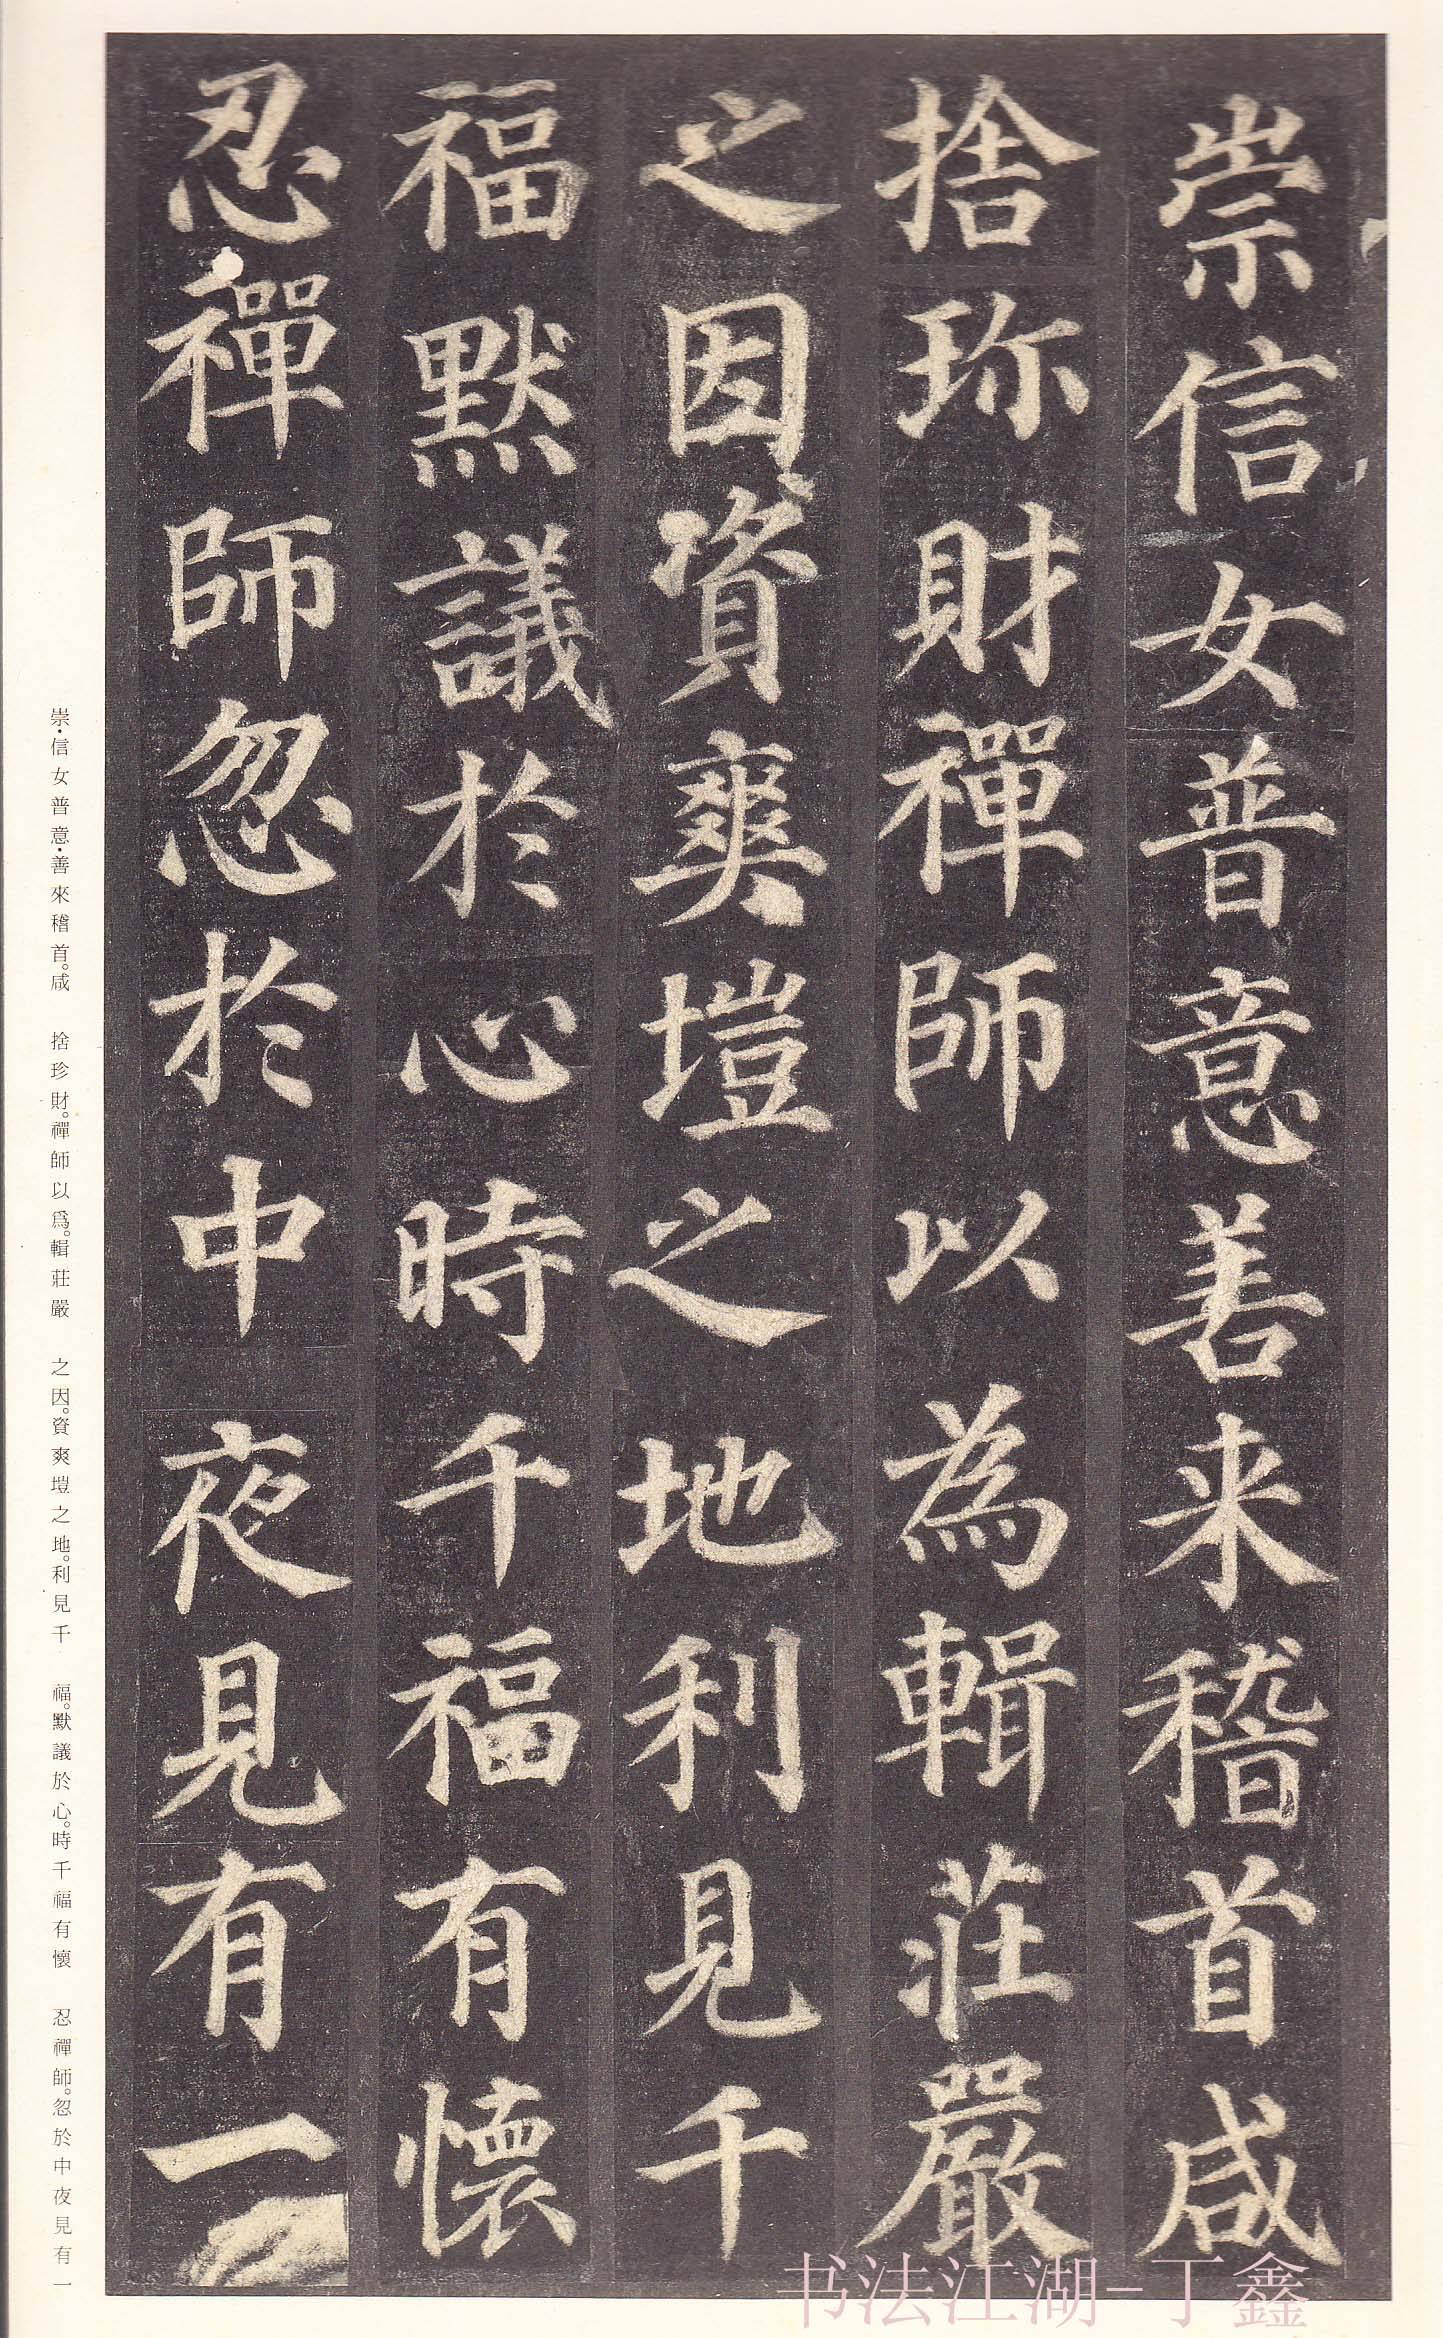 崇信女普意善来稽首咸
捨珎財禪師以為輯莊嚴
之因資爽塏之地利見千
福默議於心時千福有懷
忍禪師忽於中夜見有一
崇·信女普意·善來稽首。咸　捨珍財。禪師以爲。輯莊嚴　之因。資爽塏之地。利見千　福。默議於心。時千福有懷　忍禪師。忽於中夜見有一
书法江湖-丁鑫